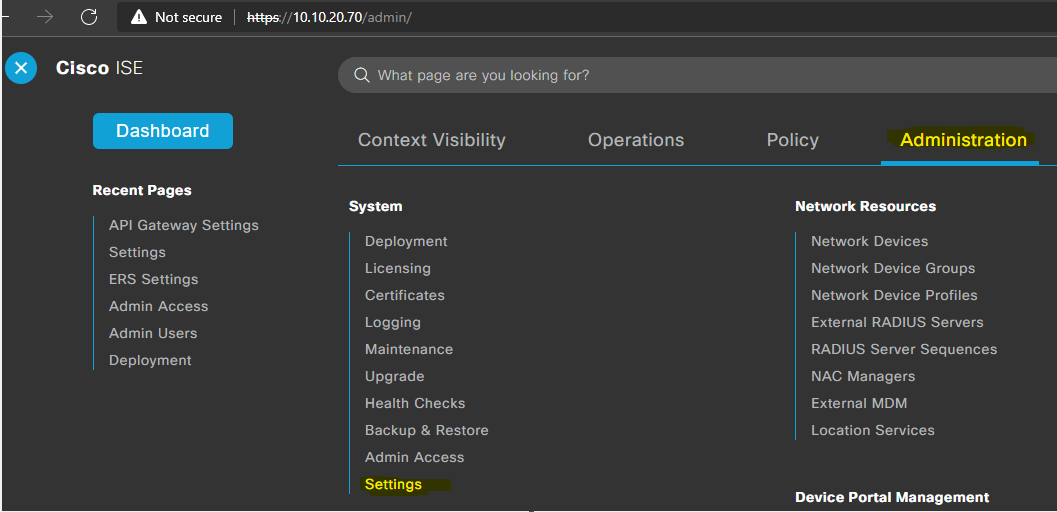 Not secure https://10.10.20.70/admin/
Cisco ISE
What page are you looking for?
Dashboard
Context Visibility Operations Policy Administration
Recent Pages
API Gateway Settings
Settings
ERS Settings
Admin Access
Admin Users
Deployment
System
Deployment
Licensing
Certificates
Logging
Maintenance
Upgrade
Health Checks
Backup & Restore
Admin Access
Settings
Network Resources
Network Devices
Network Device Groups
Network Device Profiles
External RADIUS Servers
RADIUS Server Sequences
NAC Managers
External MDM
Location Services
Device Portal Management